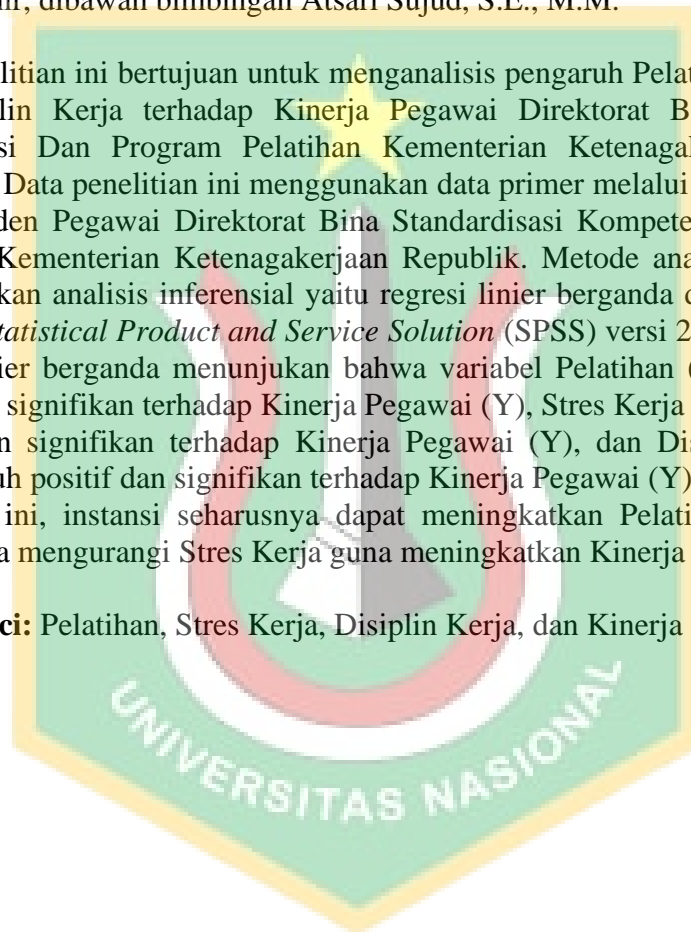 dibawah bimbingan Atsari Sujud, S.E., M.M.
litian ini bertujuan untuk menganalisis pengaruh Pelat
lin Kerja terhadap Kinerja Pegawai Direktorat B
si Dan Program Pelatihan Kementerian Ketenagal
Data penelitian ini menggunakan data primer melalui
den Pegawai Direktorat Bina Standardisasi Kompete
Kementerian Ketenagakerjaan Republik. Metode ana
kan analisis inferensial yaitu regresi linier berganda d
tatistical Product and Service Solution (SPSS) versi 2
ier berganda menunjukan bahwa variabel Pelatihan (
signifikan terhadap Kinerja Pegawai (Y), Stres Kerja
n signifikan terhadap Kinerja Pegawai (Y), dan Dis
uh positif dan signifikan terhadap Kinerja Pegawai (Y)
ini, instansi seharusnya dapat meningkatkan Pelati
a mengurangi Stres Kerja guna meningkatkan Kinerja
ci: Pelatihan, Stres Kerja, Disiplin Kerja, dan Kinerja
UNIVERSITAS NASIONAL